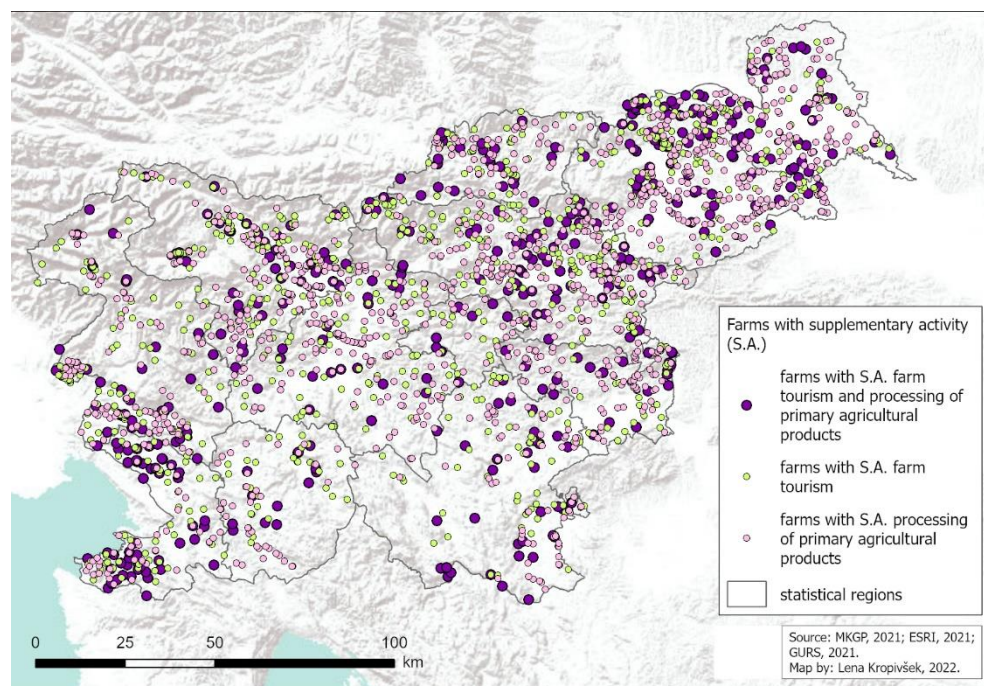 Farms with supplementary activity
(S.A.)
farms with S.A. farm
tourism and processing of
primary agricultural
products
farms with S.A. farm
tourism
farms with S.A. processing
of primary agricultural
products
statistical regions
0 25 50 100
km
Source: MKGP, 2021; ESRI, 2021;
GURS, 2021.
Map by: Lena Kropivšek, 2022.